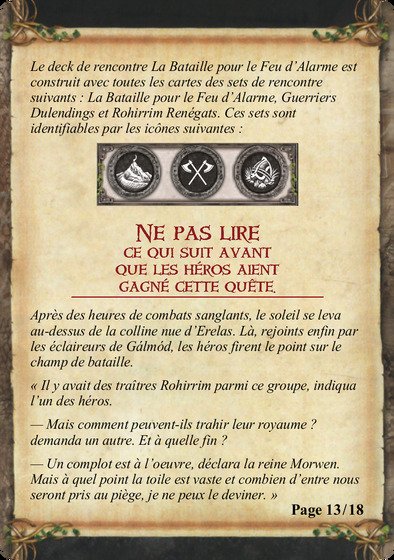 Le deck de rencontre La Bataille pour le Feu d'Alarme est
construit avec toutes les cartes des sets de rencontre
suivants : La Bataille pour le Feu d'Alarme, Guerriers
Dulendings et Rohirrim Renégats. Ces sets sont
identifiables par les icônes suivantes :
NE PAS LIRE
CE QUI SUIT AVANT
QUE LES HÉROS AIENT
GAGNÉ CETTE QUÊTE.
Après des heures de combats sanglants, le soleil se leva
au-dessus de la colline nue d'Erelas. Là, rejoints enfin par
les éclaireurs de Gálmód, les héros firent le point sur le
champ de bataille.
« Il y avait des traîtres Rohirrim parmi ce groupe, indiqua
l'un des héros.
— Mais comment peuvent-ils trahir leur royaume ?
demanda un autre. Et à quelle fin ?
— Un complot est à l'oeuvre, déclara la reine Morwen.
Mais à quel point la toile est vaste et combien d'entre nous
seront pris au piège, je ne peux le deviner. »
Page 13/18